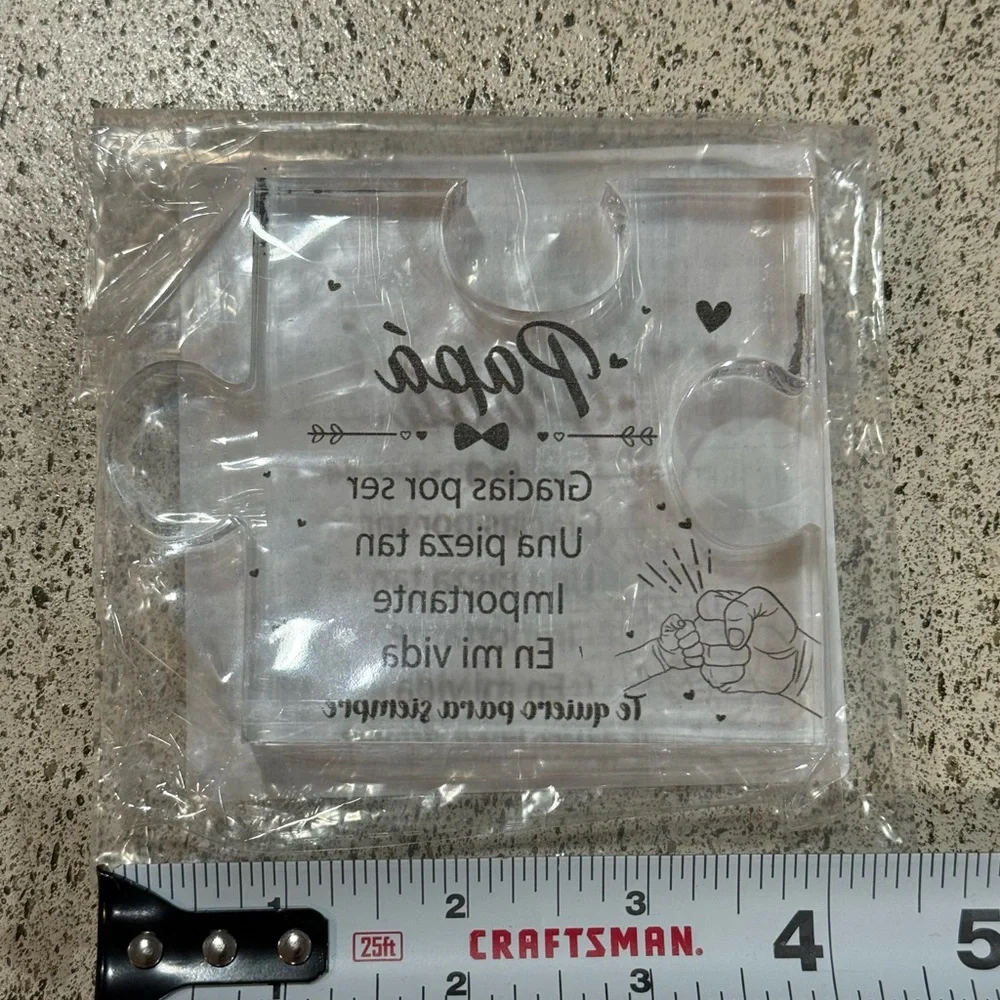 Papá
Gracias por ser
Una pieza tan
Importante
En mi vida
Te quiero para siempre
1 2 3 4 5
25ft CRAFTSMAN.
2 3